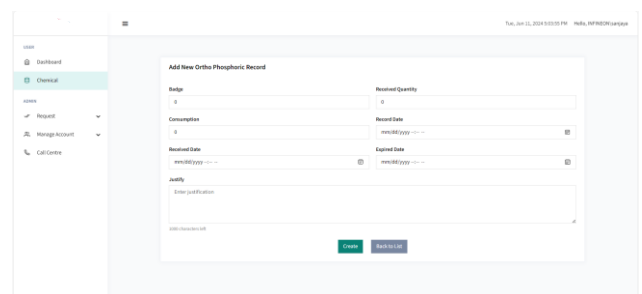 Tue, Jun 11, 2024 5:03:55 PM Hello, INFINEON\sanjaya
USER
Dashboard
Chemical
ADMIN
Request
Manage Account
Call Centre
Add New Ortho Phosphoric Record
Badge
Received Quantity
0
0
Consumption
Record Date
0
mm/dd/yyyy --:-- --
Received Date
Expired Date
mm/dd/yyyy --:-- --
mm/dd/yyyy --:-- --
Justify
Enter justification
characters left
Create
Back to List